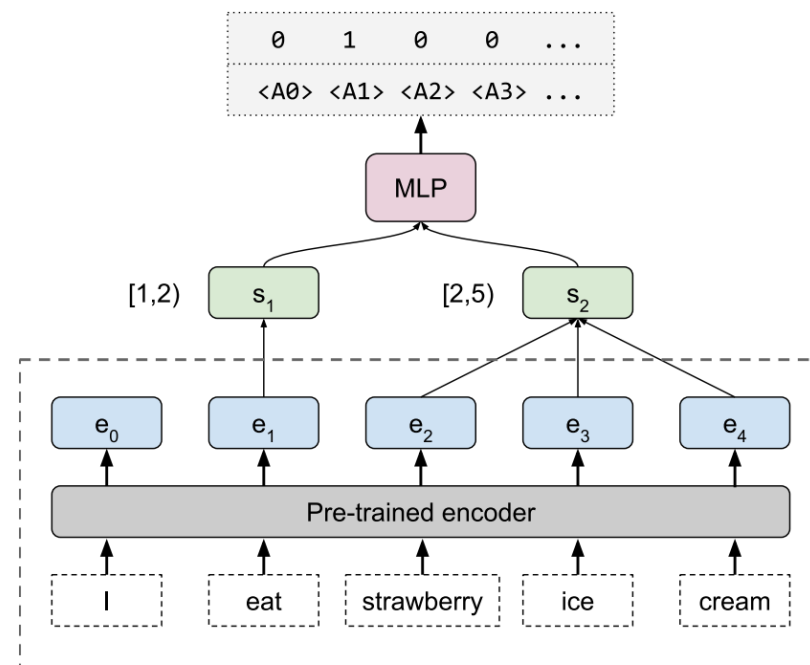 0 1 0 0 ...
<A0> <A1> <A2> <A3> ...
MLP
[1,2) s₁ [2,5) s₂
e₀ e₁ e₂ e₃ e₄
Pre-trained encoder
I eat strawberry ice cream